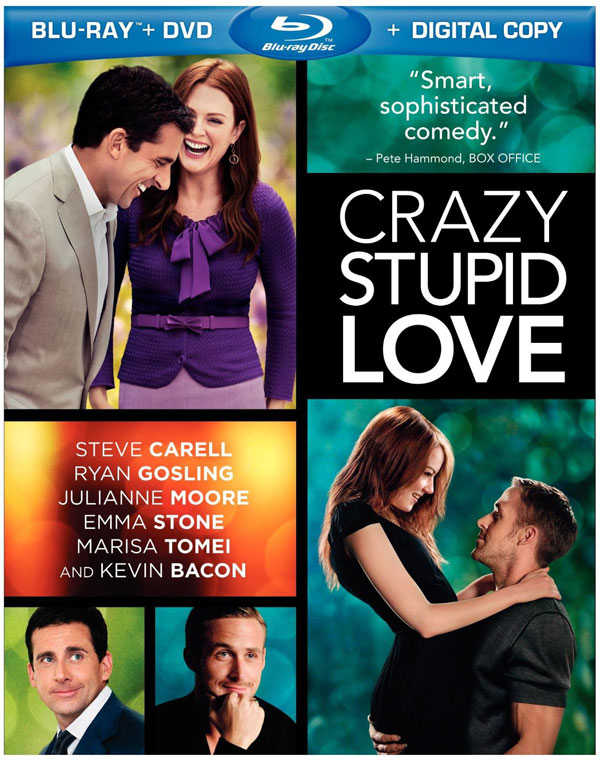 BLU-RAY™ + DVD
Blu-ray Disc
+ DIGITAL COPY
“Smart,
sophisticated
comedy.”
– Pete Hammond, BOX OFFICE
CRAZY
STUPID
LOVE
STEVE CARELL
RYAN GOSLING
JULIANNE MOORE
EMMA STONE
MARISA TOMEI
AND KEVIN BACON